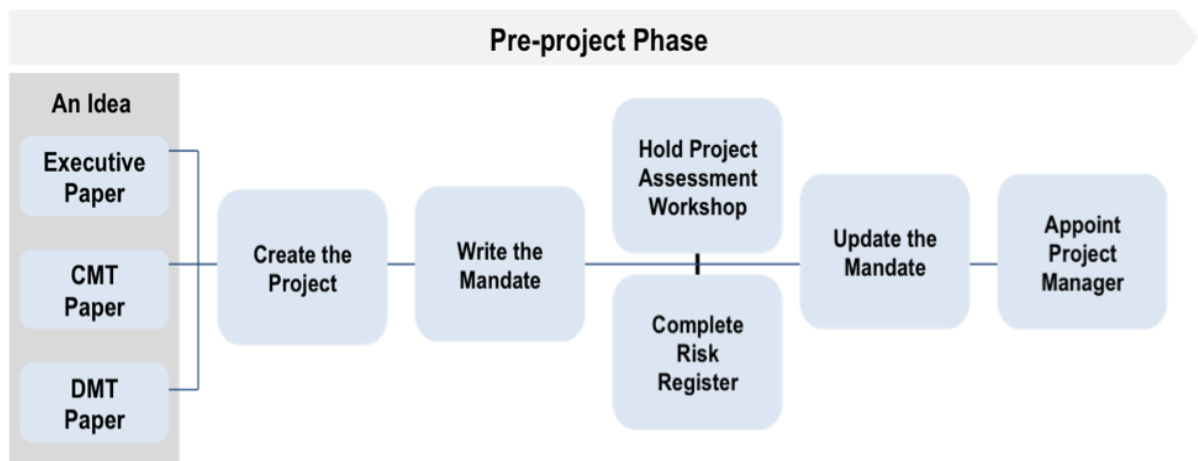 Pre-project Phase
An Idea
Executive
Paper
CMT
Paper
DMT
Paper
Create the
Project
Write the
Mandate
Hold Project
Assessment
Workshop
Complete
Risk
Register
Update the
Mandate
Appoint
Project
Manager